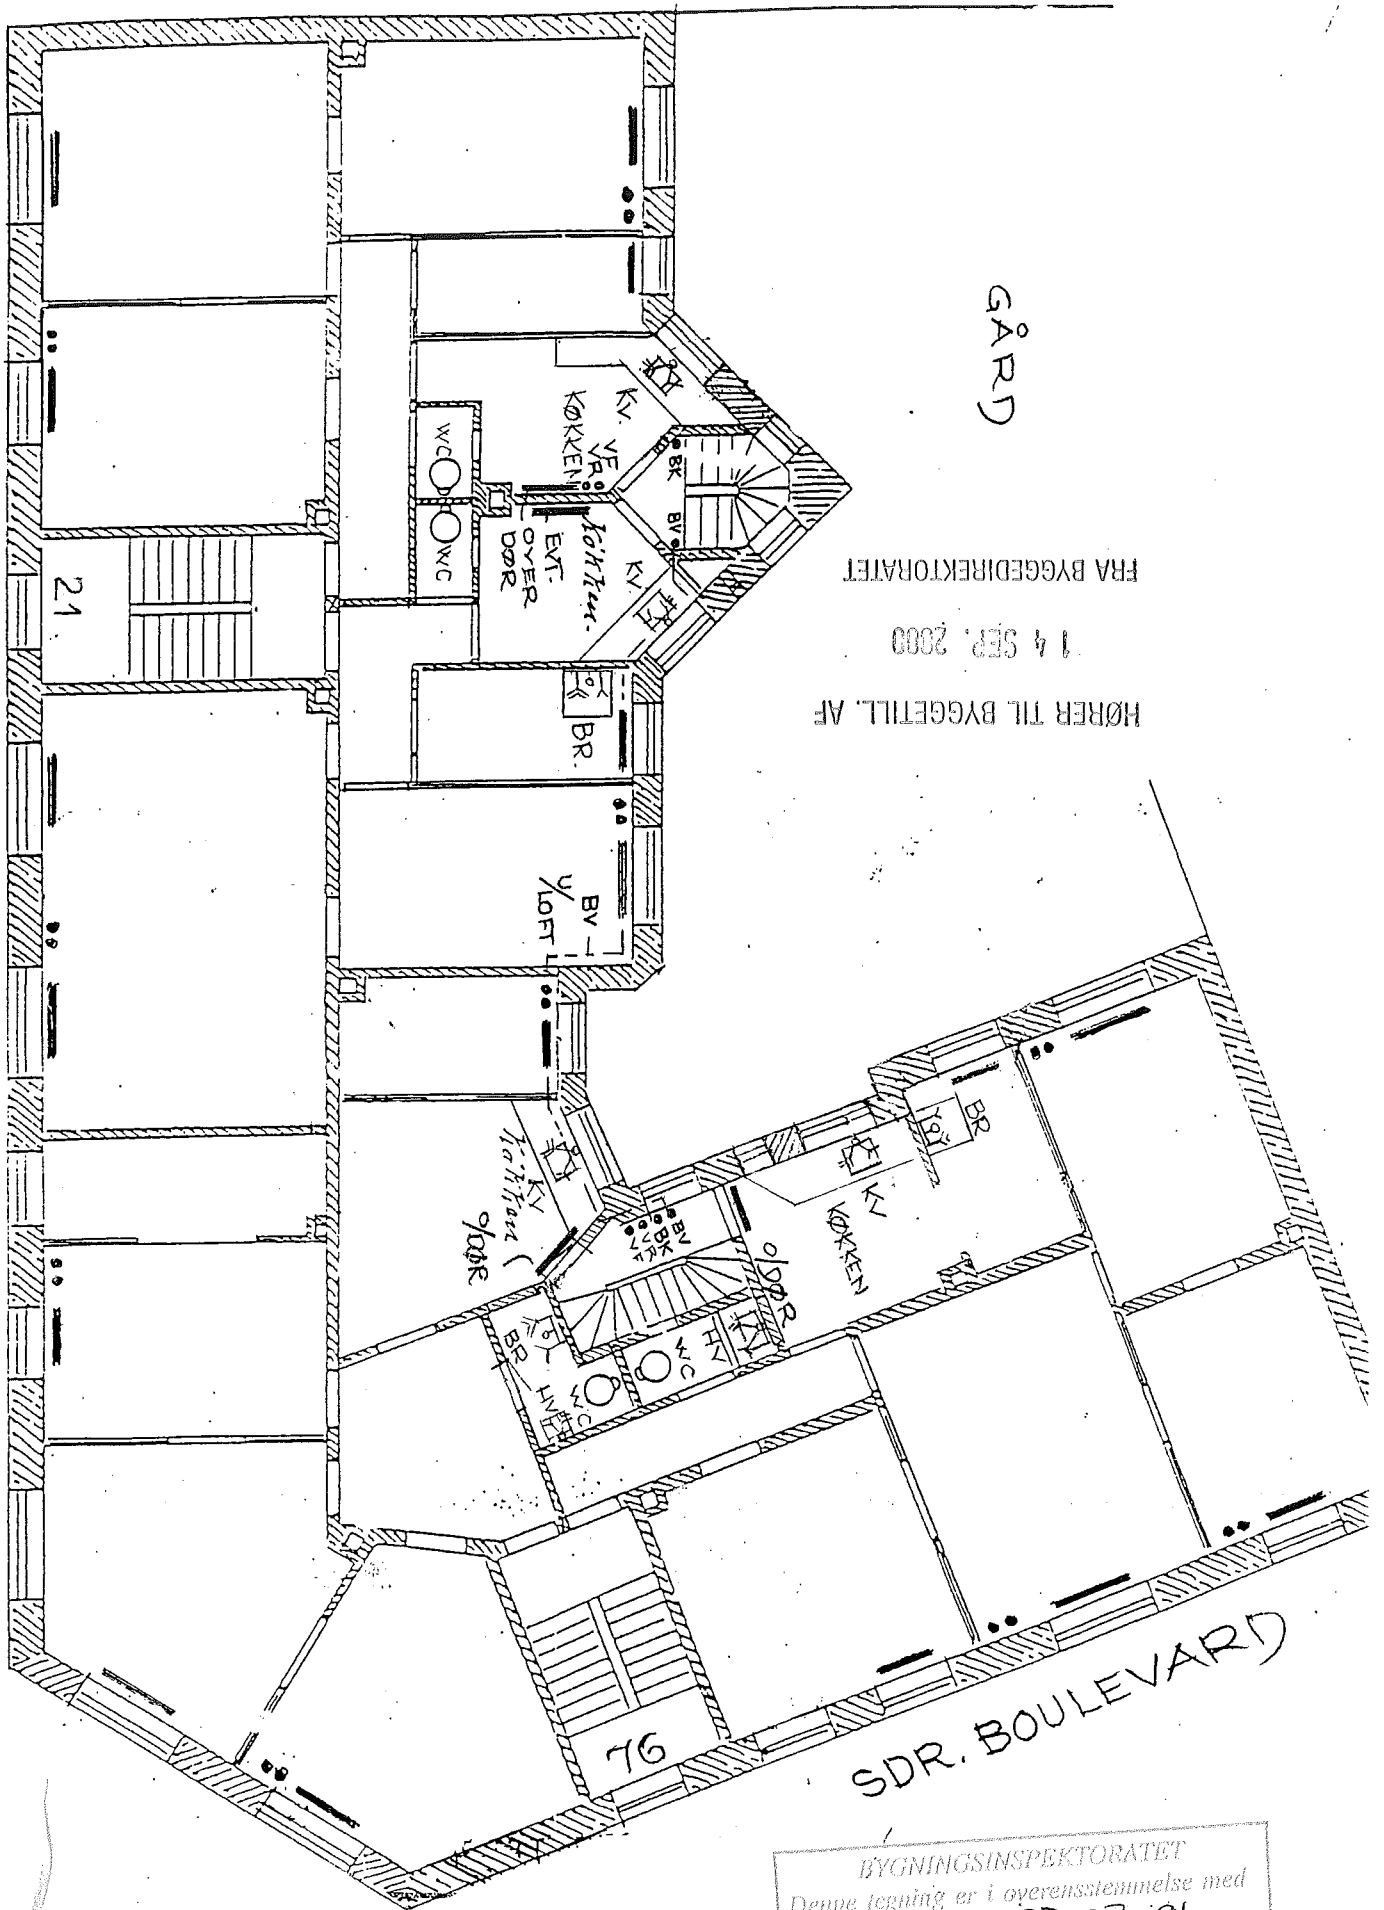 GÅRD
FRA BYGGEDIREKTORATET
14 SEP. 2000
HØRER TIL BYGGETILL. AF
KV.
KØKKEN
VF
VR
WC
WC
BK
BV
Køkken.
KV.
EVT.
OVER
DØR
21
BR.
BV
U/LOFT
KV
Køkken
O/DØR
BV
BK
VR
VF
BR
KV
KØKKEN
O/DØR
HV
WC
BR
WC
HV
76
SDR. BOULEVARD
BYGNINGSINSPEKTORATET
Denne tegning er i overensstemmelse med